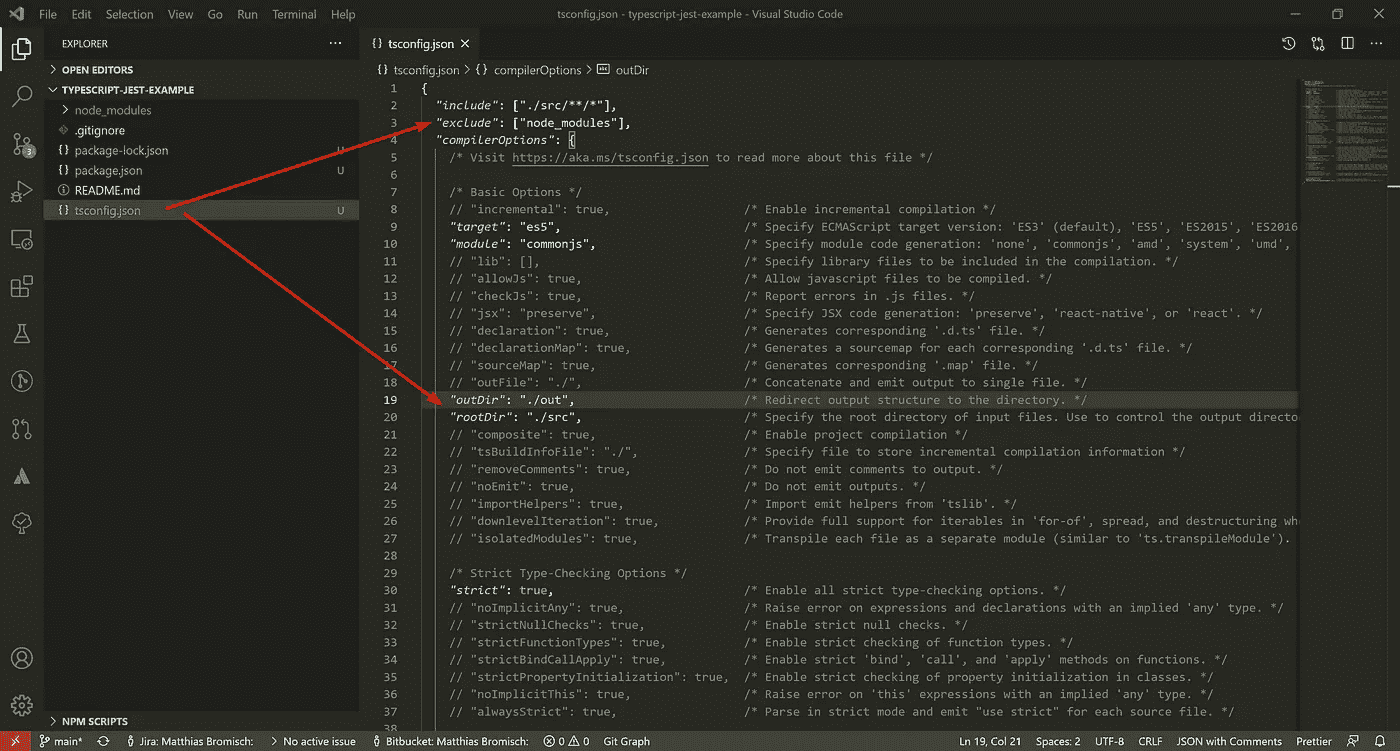 File Edit Selection View Go Run Terminal Help
tsconfig.json - typescript-jest-example - Visual Studio Code
EXPLORER
OPEN EDITORS
TYPESCRIPT-JEST-EXAMPLE
node_modules
.gitignore
package-lock.json U
package.json U
README.md
tsconfig.json U
NPM SCRIPTS
3
{} tsconfig.json
{} tsconfig.json > {} compilerOptions > outDir
1 {
2 "include": ["./src/**/*"],
3 "exclude": ["node_modules"],
4 "compilerOptions": {
5 /* Visit https://aka.ms/tsconfig.json to read more about this file */
6
7 /* Basic Options */
8 // "incremental": true, /* Enable incremental compilation */
9 "target": "es5", /* Specify ECMAScript target version: 'ES3' (default), 'ES5', 'ES2015', 'ES2016
10 "module": "commonjs", /* Specify module code generation: 'none', 'commonjs', 'amd', 'system', 'umd',
11 // "lib": [], /* Specify library files to be included in the compilation. */
12 // "allowJs": true, /* Allow javascript files to be compiled. */
13 // "checkJs": true, /* Report errors in .js files. */
14 // "jsx": "preserve", /* Specify JSX code generation: 'preserve', 'react-native', or 'react'. */
15 // "declaration": true, /* Generates corresponding '.d.ts' file. */
16 // "declarationMap": true, /* Generates a sourcemap for each corresponding '.d.ts' file. */
17 // "sourceMap": true, /* Generates corresponding '.map' file. */
18 // "outFile": "./", /* Concatenate and emit output to single file. */
19 "outDir": "./out", /* Redirect output structure to the directory. */
20 "rootDir": "./src", /* Specify the root directory of input files. Use to control the output directo
21 // "composite": true, /* Enable project compilation */
22 // "tsBuildInfoFile": "./", /* Specify file to store incremental compilation information */
23 // "removeComments": true, /* Do not emit comments to output. */
24 // "noEmit": true, /* Do not emit outputs. */
25 // "importHelpers": true, /* Import emit helpers from 'tslib'. */
26 // "downlevelIteration": true, /* Provide full support for iterables in 'for-of', spread, and destructuring wh
27 // "isolatedModules": true, /* Transpile each file as a separate module (similar to 'ts.transpileModule').
28
29 /* Strict Type-Checking Options */
30 "strict": true, /* Enable all strict type-checking options. */
31 // "noImplicitAny": true, /* Raise error on expressions and declarations with an implied 'any' type. */
32 // "strictNullChecks": true, /* Enable strict null checks. */
33 // "strictFunctionTypes": true, /* Enable strict checking of function types. */
34 // "strictBindCallApply": true, /* Enable strict 'bind', 'call', and 'apply' methods on functions. */
35 // "strictPropertyInitialization": true, /* Enable strict checking of property initialization in classes. */
36 // "noImplicitThis": true, /* Raise error on 'this' expressions with an implied 'any' type. */
37 // "alwaysStrict": true, /* Parse in strict mode and emit "use strict" for each source file. */
38
main* Jira: Matthias Bromisch: > No active issue Bitbucket: Matthias Bromisch: 0 0 Git Graph Ln 19, Col 21 Spaces: 2 UTF-8 CRLF JSON with Comments Prettier